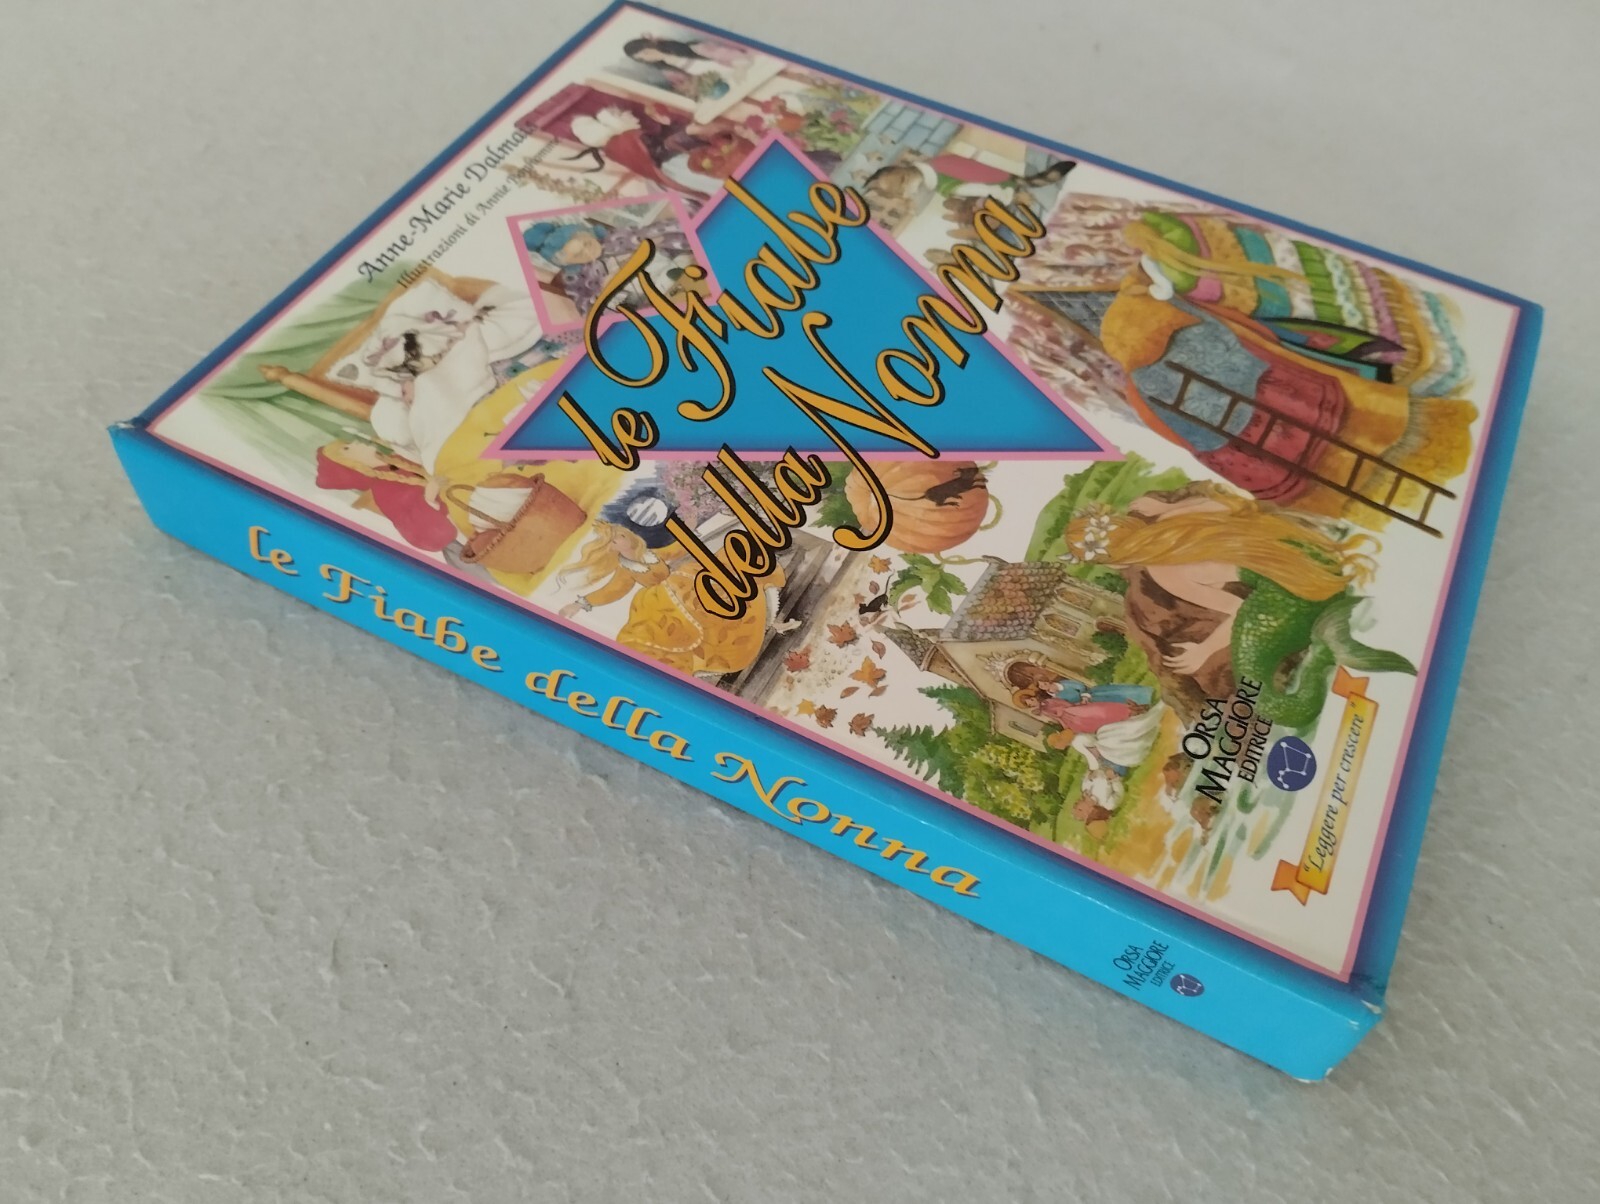 Anne-Marie Dalmais
Illustrazioni di Annie
le Fiabe
della Nonna
ORSA
MAGGIORE
EDITRICE
"Leggere per crescere"
le Fiabe della Nonna
ORSA
MAGGIORE
EDITRICE